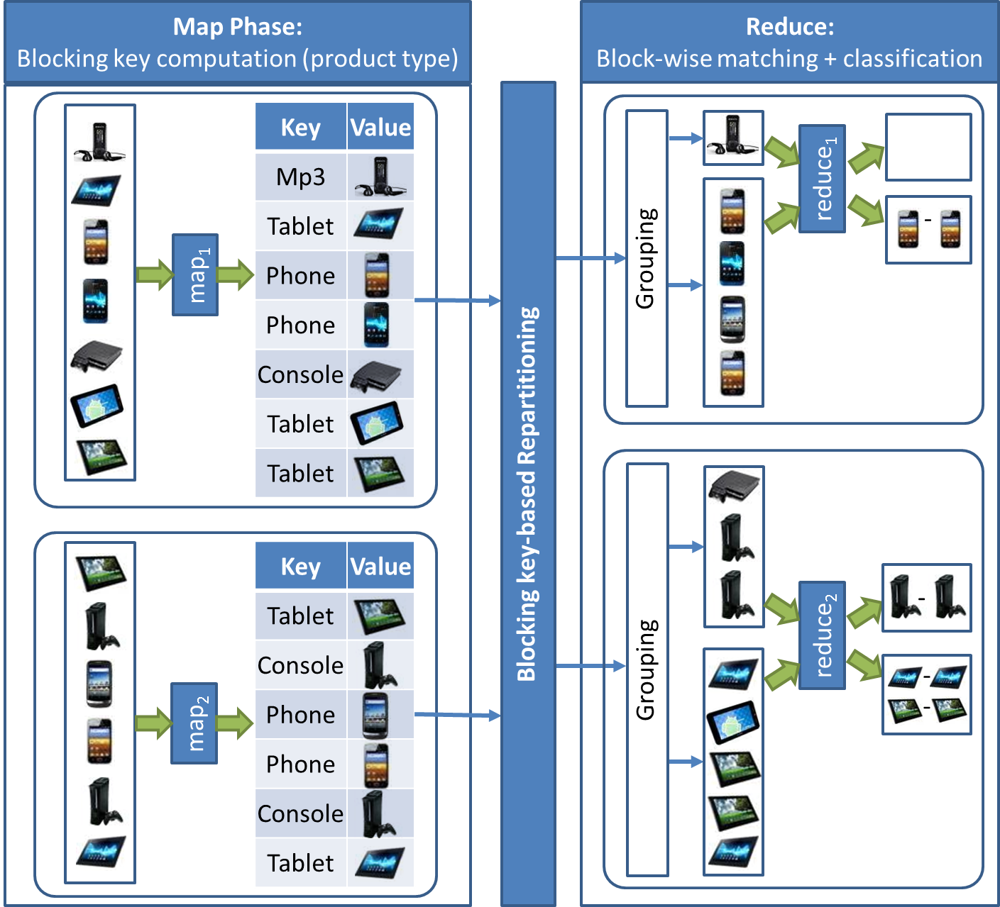 Map Phase:
Blocking key computation (product type)
Reduce:
Block-wise matching + classification
Key Value
Mp3
Tablet
Phone
Phone
Console
Tablet
Tablet
map1
Key Value
Tablet
Console
Phone
Phone
Console
Tablet
map2
Blocking key-based Repartitioning
Grouping
reduce1
-
Grouping
reduce2
-
-
-